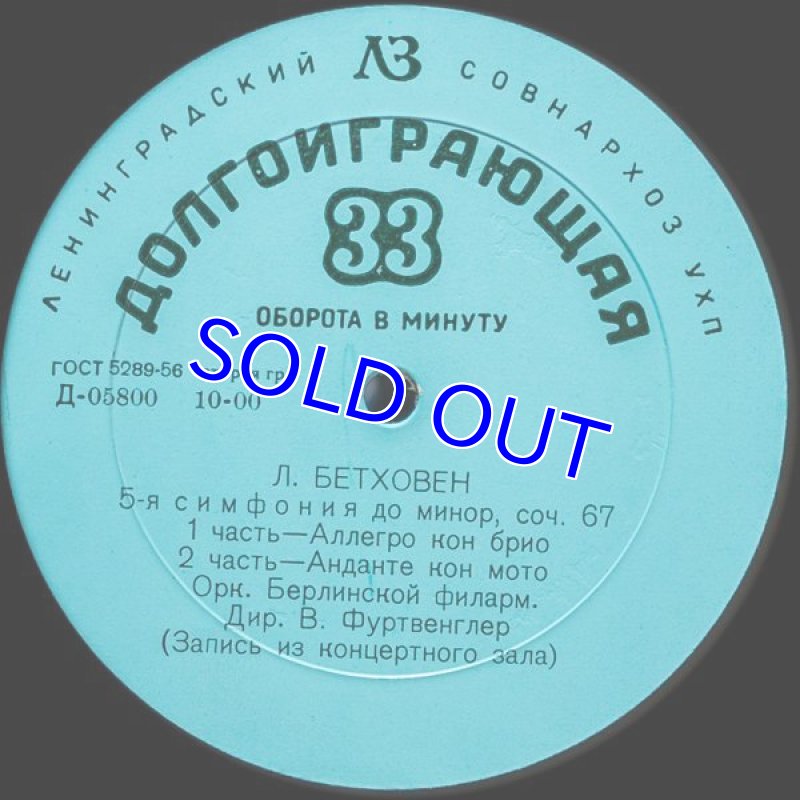 ЛЕНИНГРАДСКИЙ ЛЗ СОВНАРХОЗ УХП
ДОЛГОИГРАЮЩАЯ
33
ОБОРОТА В МИНУТУ
SOLD OUT
ГОСТ 5289-56
Д-05800 10-00
Л. БЕТХОВЕН
5-я симфония до минор, соч. 67
1 часть—Аллегро кон брио
2 часть—Анданте кон мото
Орк. Берлинской филарм.
Дир. В. Фуртвенглер
(Запись из концертного зала)